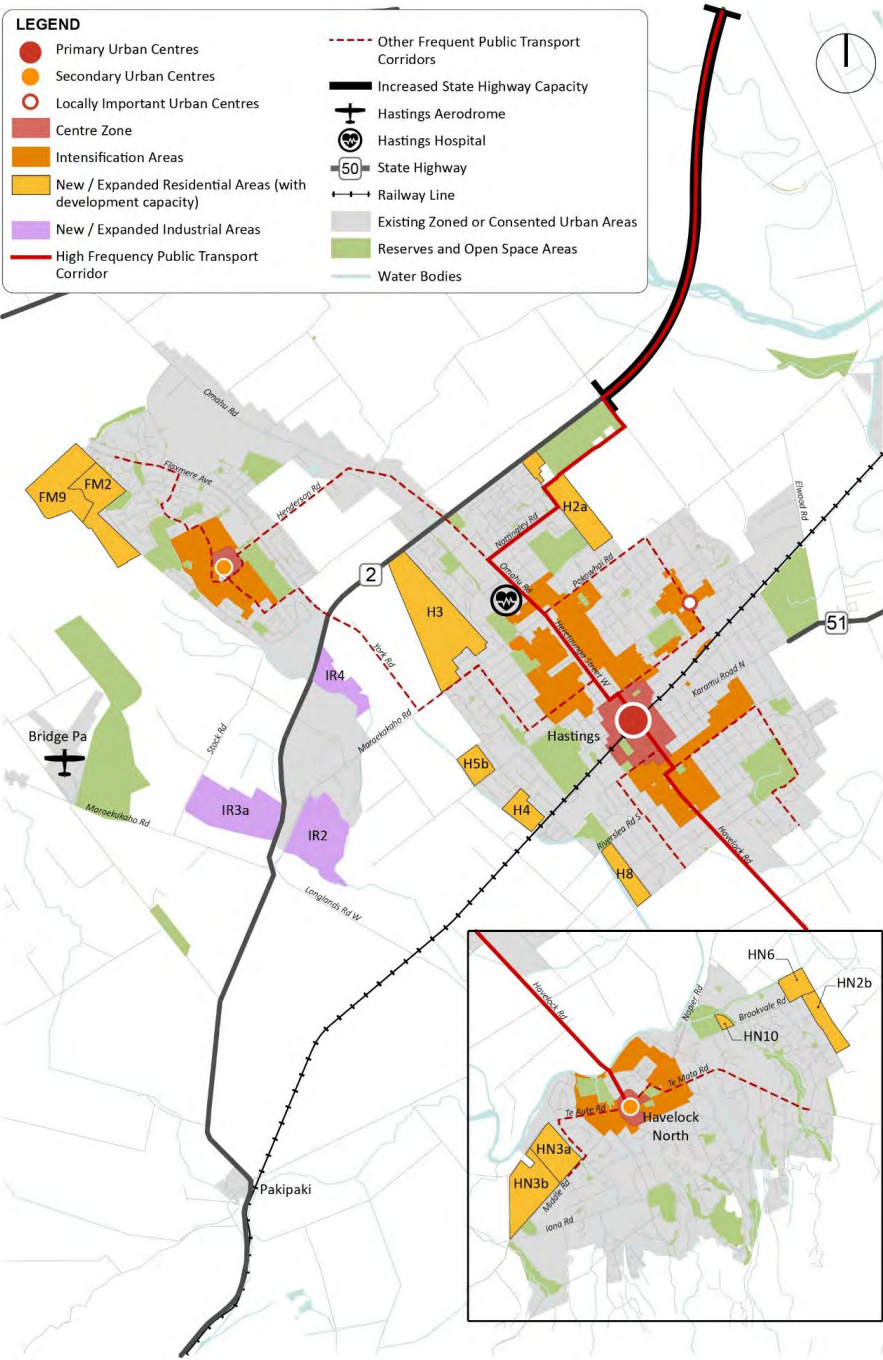 LEGEND
Primary Urban Centres
Secondary Urban Centres
Locally Important Urban Centres
Centre Zone
Intensification Areas
New / Expanded Residential Areas (with
development capacity)
New / Expanded Industrial Areas
High Frequency Public Transport
Corridor
Other Frequent Public Transport
Corridors
Increased State Highway Capacity
Hastings Aerodrome
Hastings Hospital
50
State Highway
Railway Line
Existing Zoned or Consented Urban Areas
Reserves and Open Space Areas
Water Bodies
Omahu Rd
Flaxmere Ave
FM9
FM2
Henderson Rd
Nottingley Rd
H2a
Elwood Rd
2
Omahu Rd
Pakowhai Rd
H3
Heretaunga Street W
51
York Rd
IR4
Karamu Road N
Maraekakaho Rd
Stock Rd
Hastings
Bridge Pa
H5b
IR3a
H4
Maraekakaho Rd
IR2
Riverslea Rd S
Havelock Rd
H8
Longlands Rd W
Pakipaki
HN6
HN2b
Havelock Rd
Napier Rd
Brookvale Rd
HN10
Te Mata Rd
Te Aute Rd
Havelock
North
HN3a
HN3b
Middle Rd
Iona Rd